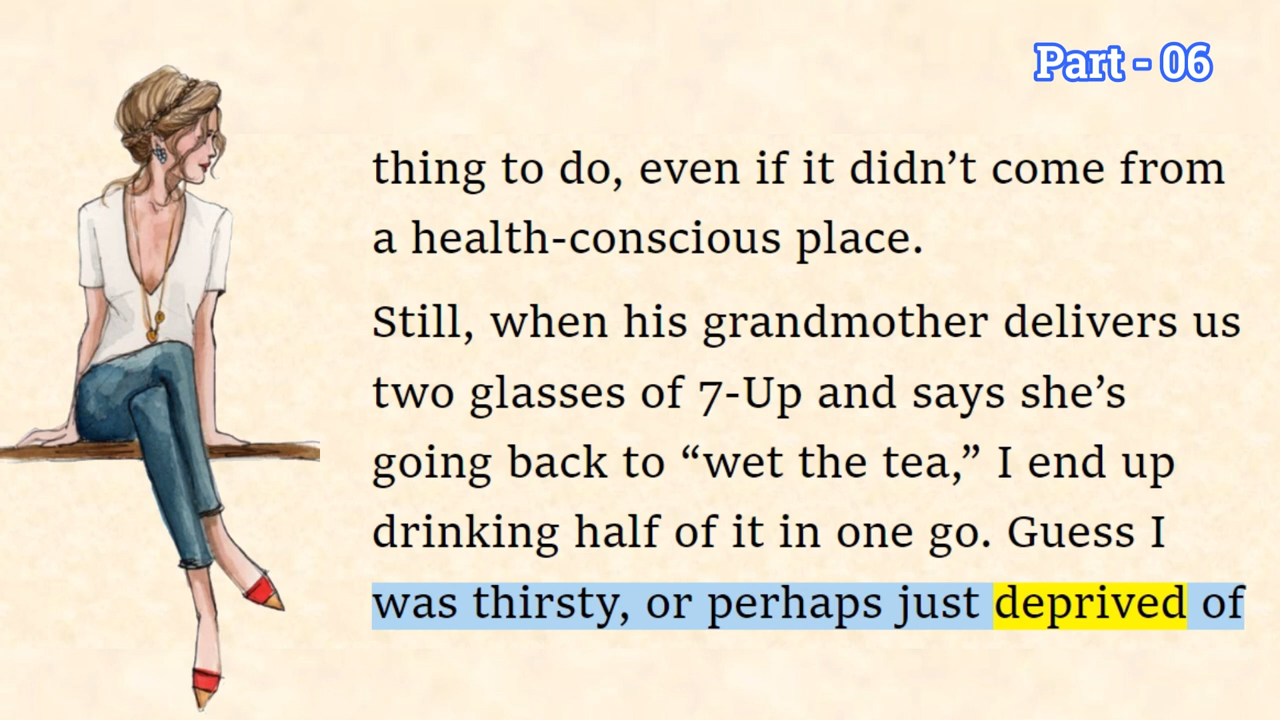 Part - 06
thing to do, even if it didn’t come from
a health-conscious place.
Still, when his grandmother delivers us
two glasses of 7-Up and says she’s
going back to “wet the tea,” I end up
drinking half of it in one go. Guess I
was thirsty, or perhaps just deprived of